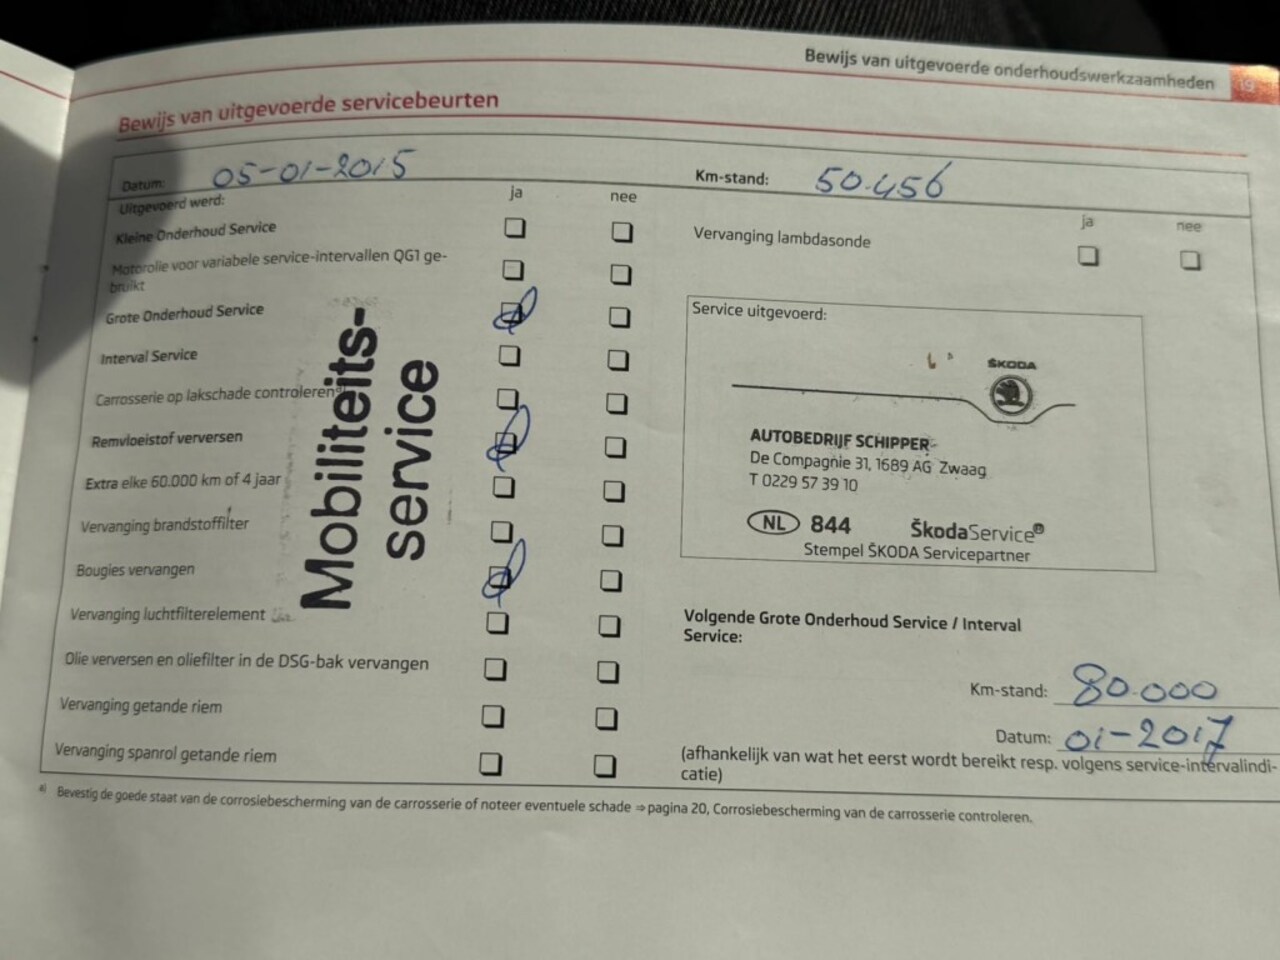 Bewijs van uitgevoerde onderhoudswerkzaamheden 19
Bewijs van uitgevoerde servicebeurten
Datum: 05-01-2015
Km-stand: 50.456
Uitgevoerd werd:
ja nee
Kleine Onderhoud Service
Motorolie voor variabele service-intervallen QG1 ge-
bruikt
Grote Onderhoud Service
Interval Service
Carrosserie op lakschade controleren a)
Remvloeistof verversen
Extra elke 60.000 km of 4 jaar
Vervanging brandstoffilter
Bougies vervangen
Vervanging luchtfilterelement
Olie verversen en oliefilter in de DSG-bak vervangen
Vervanging getande riem
Vervanging spanrol getande riem
Mobiliteits-
service
ja nee
Vervanging lambdasonde
Service uitgevoerd:
ŠKODA
AUTOBEDRIJF SCHIPPER
De Compagnie 31, 1689 AG Zwaag
T 0229 57 39 10
NL 844 ŠkodaService®
Stempel ŠKODA Servicepartner
Volgende Grote Onderhoud Service / Interval
Service:
Km-stand: 80.000
Datum: 01-2017
(afhankelijk van wat het eerst wordt bereikt resp. volgens service-intervalindi-
catie)
a) Bevestig de goede staat van de corrosiebescherming van de carrosserie of noteer eventuele schade ⇒ pagina 20, Corrosiebescherming van de carrosserie controleren.